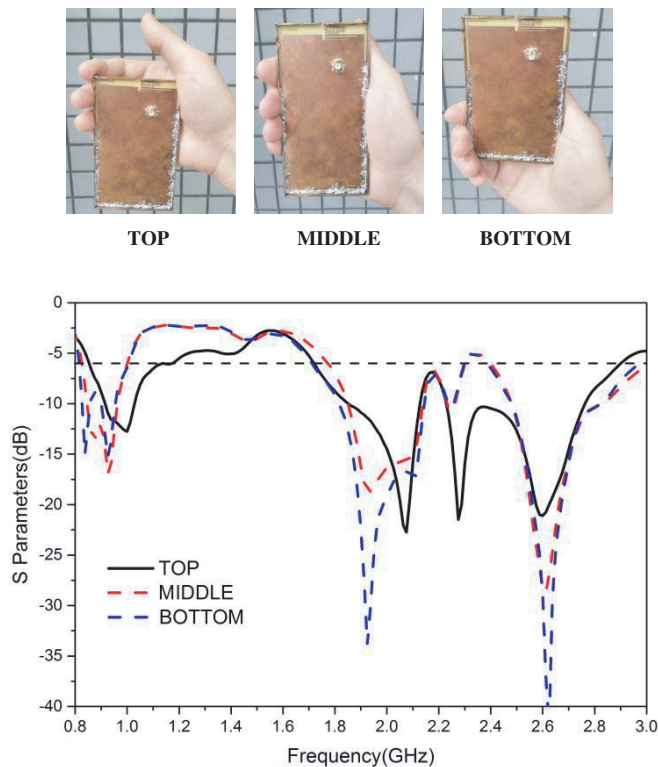 TOP MIDDLE BOTTOM
0
-5
-10
-15
-20
-25
-30
-35
-40
S Parameters(dB)
TOP
MIDDLE
BOTTOM
0.8 1.0 1.2 1.4 1.6 1.8 2.0 2.2 2.4 2.6 2.8 3.0
Frequency(GHz)